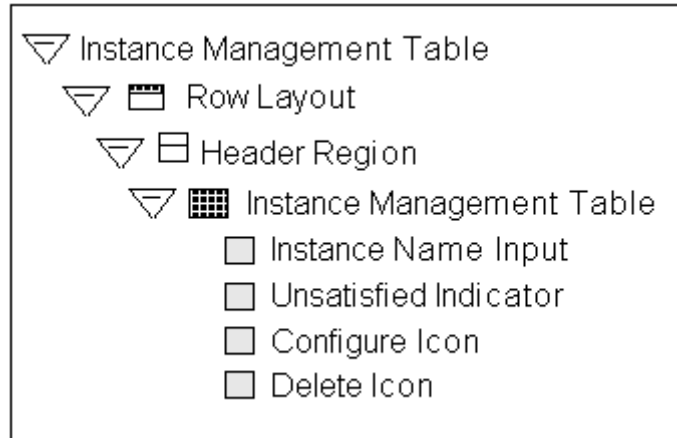 Instance Management Table
Row Layout
Header Region
Instance Management Table
Instance Name Input
Unsatisfied Indicator
Configure Icon
Delete Icon